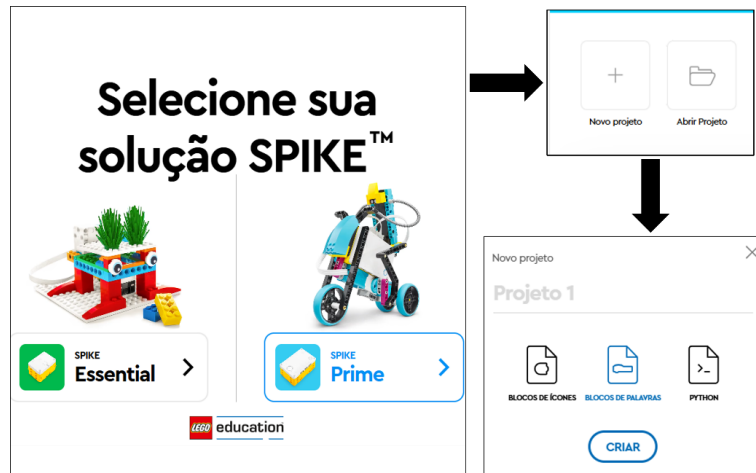 Selecione sua
solução SPIKE™
SPIKE
Essential
SPIKE
Prime
LEGO education
Novo projeto
Abrir Projeto
Novo projeto
Projeto 1
BLOCOS DE ÍCONES
BLOCOS DE PALAVRAS
PYTHON
CRIAR